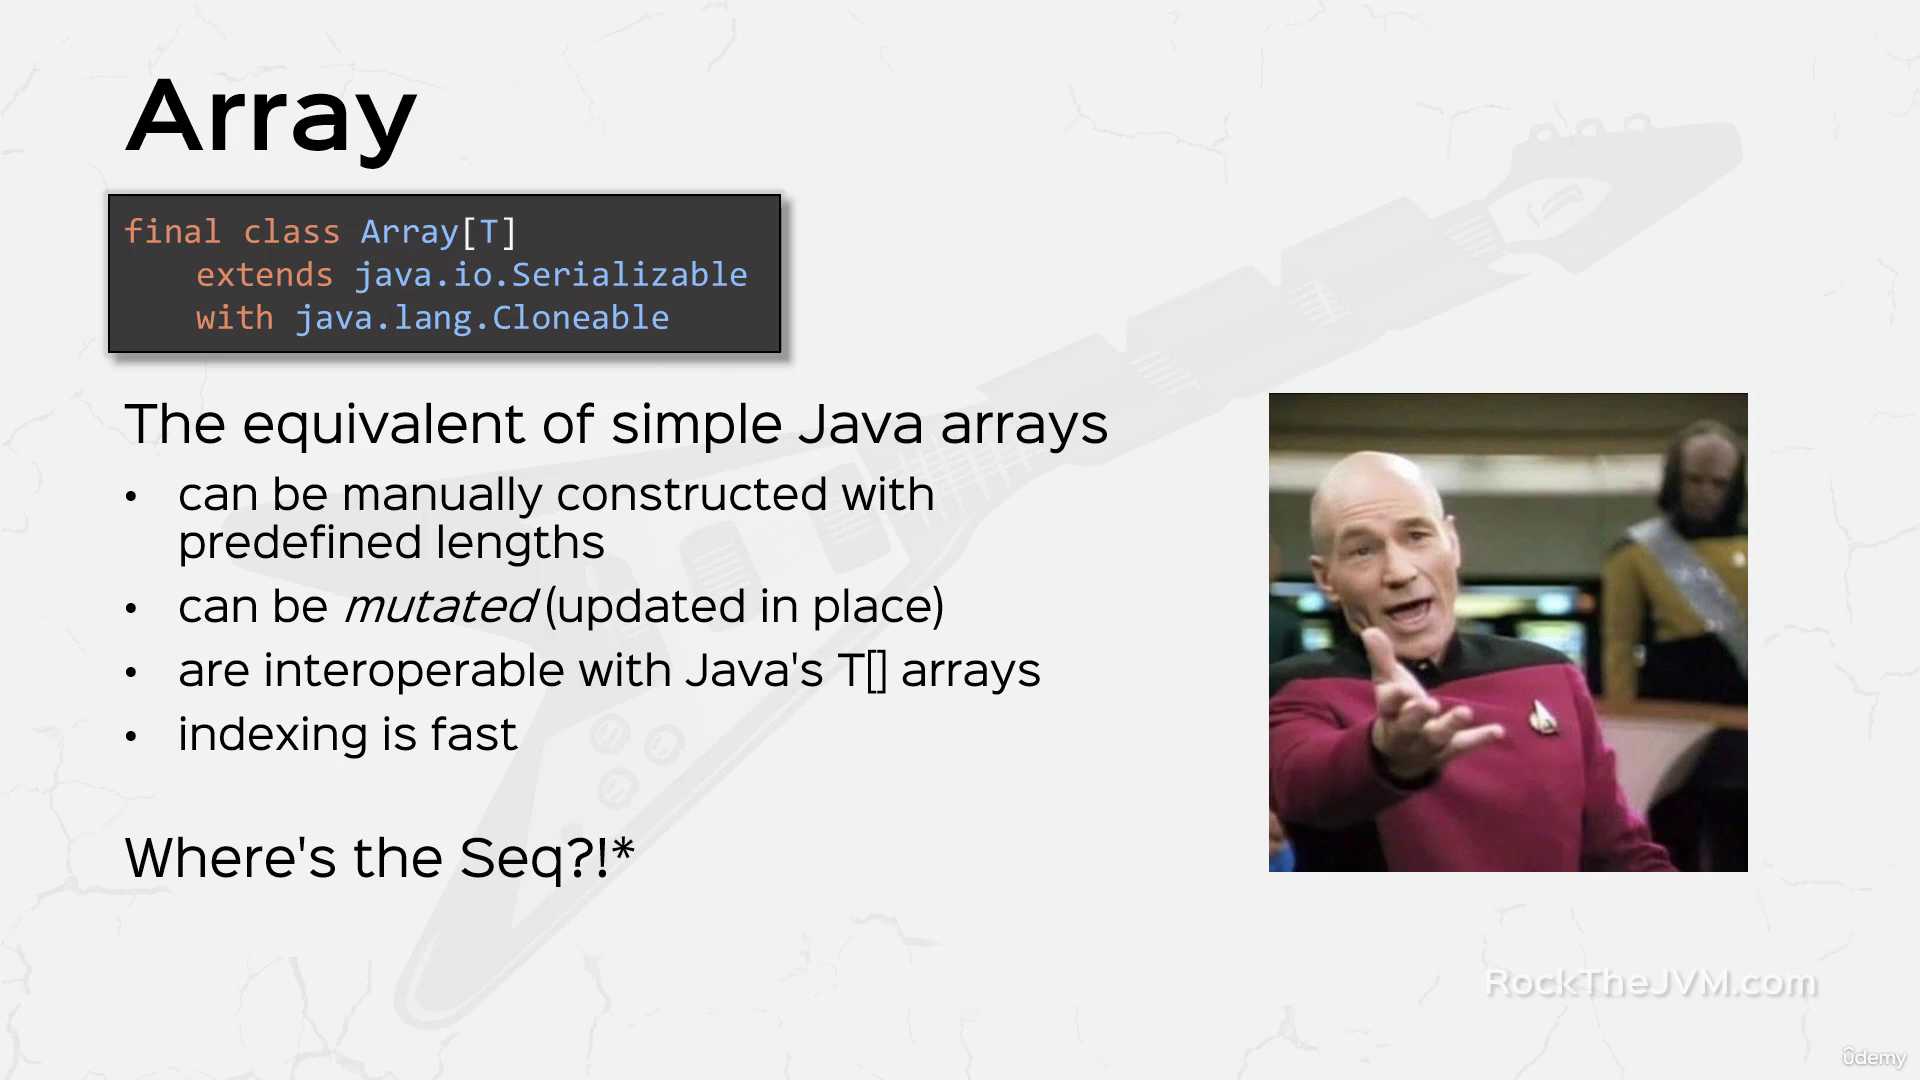 Array
final class Array[T]
extends java.io.Serializable
with java.lang.Cloneable
The equivalent of simple Java arrays
• can be manually constructed with
predefined lengths
• can be mutated (updated in place)
• are interoperable with Java's T[] arrays
• indexing is fast
Where's the Seq?!*
RockTheJVM.com
ûdemy